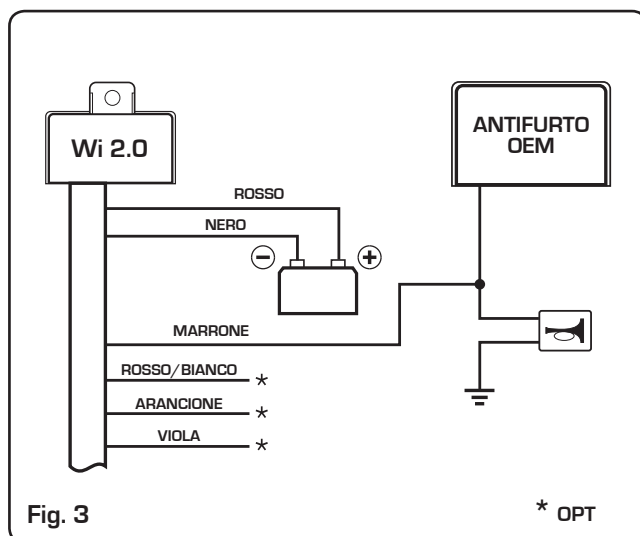 Wi 2.0
ANTIFURTO
OEM
ROSSO
NERO
− +
MARRONE
ROSSO/BIANCO *
ARANCIONE *
VIOLA *
Fig. 3
* OPT